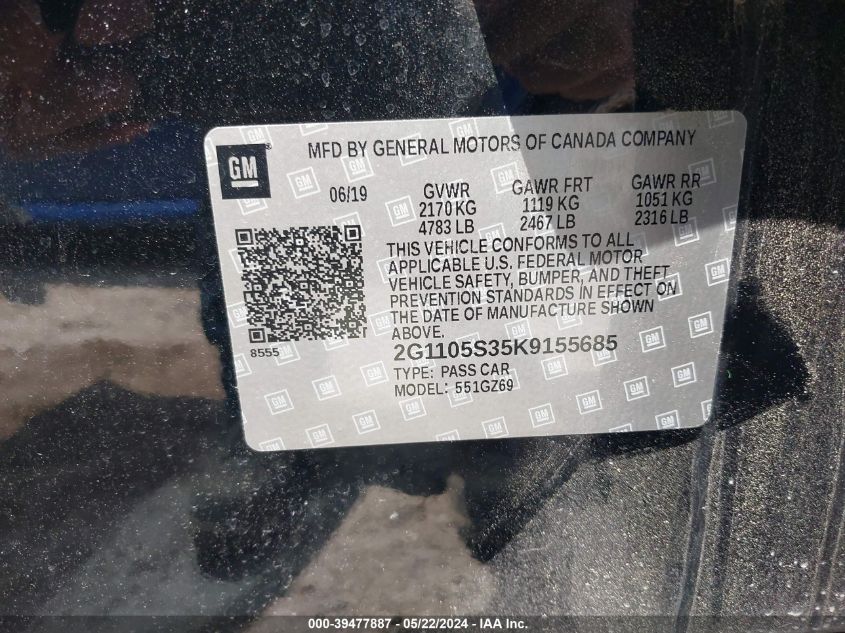 MFD BY GENERAL MOTORS OF CANADA COMPANY
GM
06/19
GVWR GAWR FRT GAWR RR
2170 KG 1119 KG 1051 KG
4783 LB 2467 LB 2316 LB
THIS VEHICLE CONFORMS TO ALL
APPLICABLE U.S. FEDERAL MOTOR
VEHICLE SAFETY, BUMPER, AND THEFT
PREVENTION STANDARDS IN EFFECT ON
THE DATE OF MANUFACTURE SHOWN
ABOVE.
8555
2G1105S35K9155685
TYPE: PASS CAR
MODEL: 551GZ69
000-39477887 - 05/22/2024 - IAA Inc.